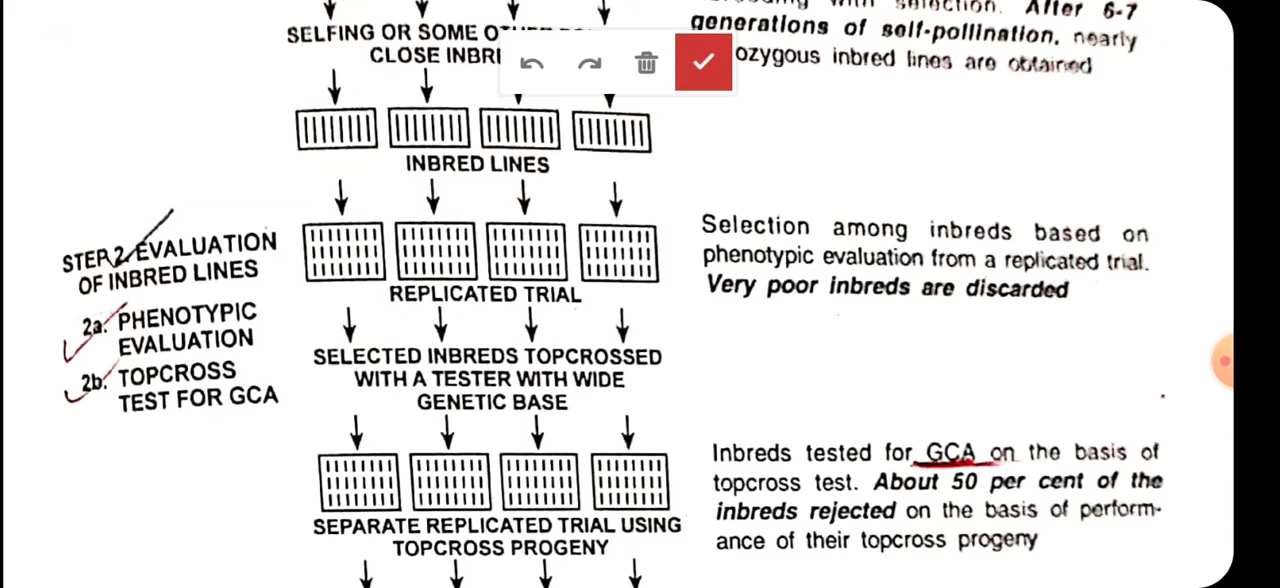 SELFING OR SOME
CLOSE INBR
with selection. After 6-7
generations of self-pollination, nearly
ozygous inbred lines are obtained
INBRED LINES
STEP 2. EVALUATION
OF INBRED LINES
2a. PHENOTYPIC
EVALUATION
2b. TOPCROSS
TEST FOR GCA
REPLICATED TRIAL
Selection among inbreds based on
phenotypic evaluation from a replicated trial.
Very poor inbreds are discarded
SELECTED INBREDS TOPCROSSED
WITH A TESTER WITH WIDE
GENETIC BASE
Inbreds tested for GCA on the basis of
topcross test. About 50 per cent of the
inbreds rejected on the basis of perform-
ance of their topcross progeny
SEPARATE REPLICATED TRIAL USING
TOPCROSS PROGENY